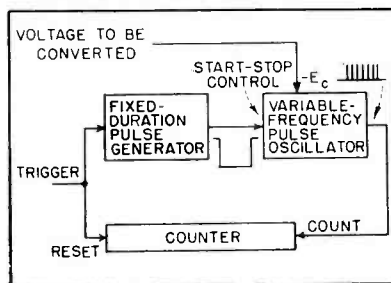 VOLTAGE TO BE
CONVERTED
START-STOP
CONTROL
-Ec
FIXED-
DURATION
PULSE
GENERATOR
VARIABLE-
FREQUENCY
PULSE
OSCILLATOR
TRIGGER
RESET
COUNTER
COUNT